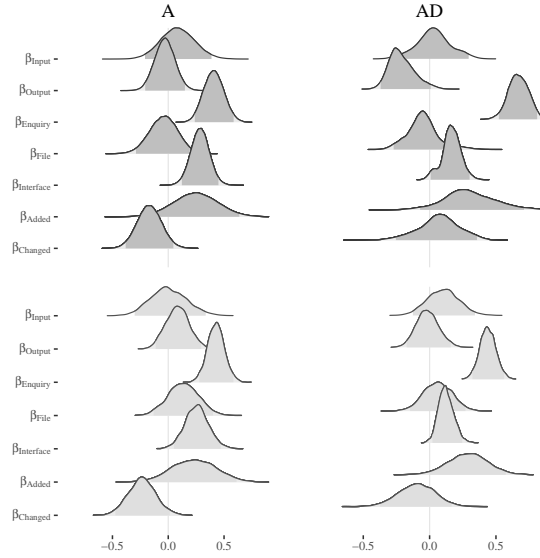 A AD
βInput
βOutput
βEnquiry
βFile
βInterface
βAdded
βChanged
βInput
βOutput
βEnquiry
βFile
βInterface
βAdded
βChanged
−0.5 0.0 0.5 −0.5 0.0 0.5